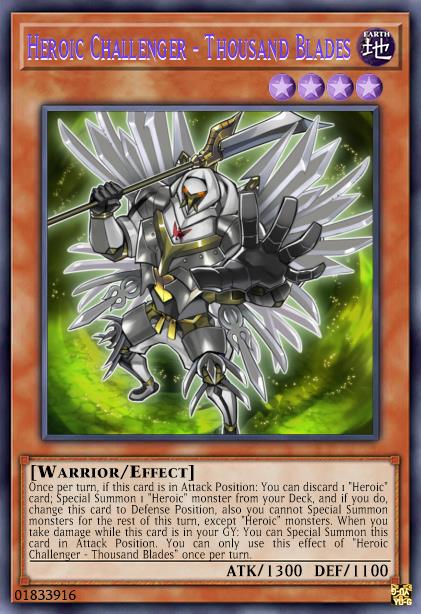 Heroic Challenger - Thousand Blades
EARTH
地
[Warrior/Effect]
Once per turn, if this card is in Attack Position: You can discard 1 "Heroic"
card; Special Summon 1 "Heroic" monster from your Deck, and if you do,
change this card to Defense Position, also you cannot Special Summon
monsters for the rest of this turn, except "Heroic" monsters. When you
take damage while this card is in your GY: You can Special Summon this
card in Attack Position. You can only use this effect of "Heroic
Challenger - Thousand Blades" once per turn.
ATK/1300 DEF/1100
01833916